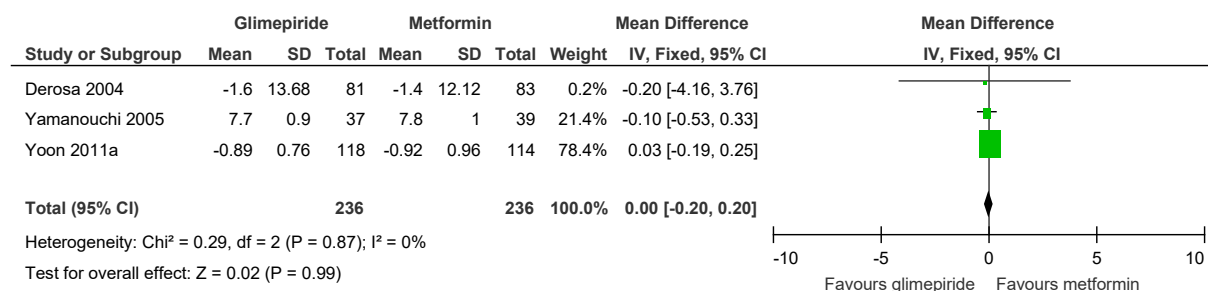 Glimepiride Metformin Mean Difference Mean Difference
Study or Subgroup Mean SD Total Mean SD Total Weight IV, Fixed, 95% CI IV, Fixed, 95% CI
Derosa 2004 -1.6 13.68 81 -1.4 12.12 83 0.2% -0.20 [-4.16, 3.76]
Yamanouchi 2005 7.7 0.9 37 7.8 1 39 21.4% -0.10 [-0.53, 0.33]
Yoon 2011a -0.89 0.76 118 -0.92 0.96 114 78.4% 0.03 [-0.19, 0.25]
Total (95% CI) 236 236 100.0% 0.00 [-0.20, 0.20]
Heterogeneity: Chi² = 0.29, df = 2 (P = 0.87); I² = 0%
Test for overall effect: Z = 0.02 (P = 0.99)
-10 -5 0 5 10
Favours glimepiride Favours metformin